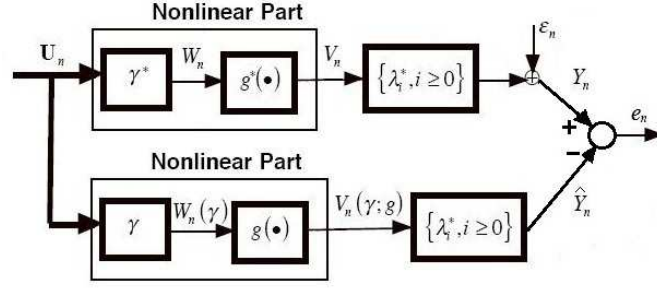 Nonlinear Part
U_n
γ*
W_n
g*(•)
V_n
{λ_i*, i ≥ 0}
ε_n
Y_n
+
−
e_n
Nonlinear Part
γ
W_n(γ)
g(•)
V_n(γ; g)
{λ_i*, i ≥ 0}
Ŷ_n